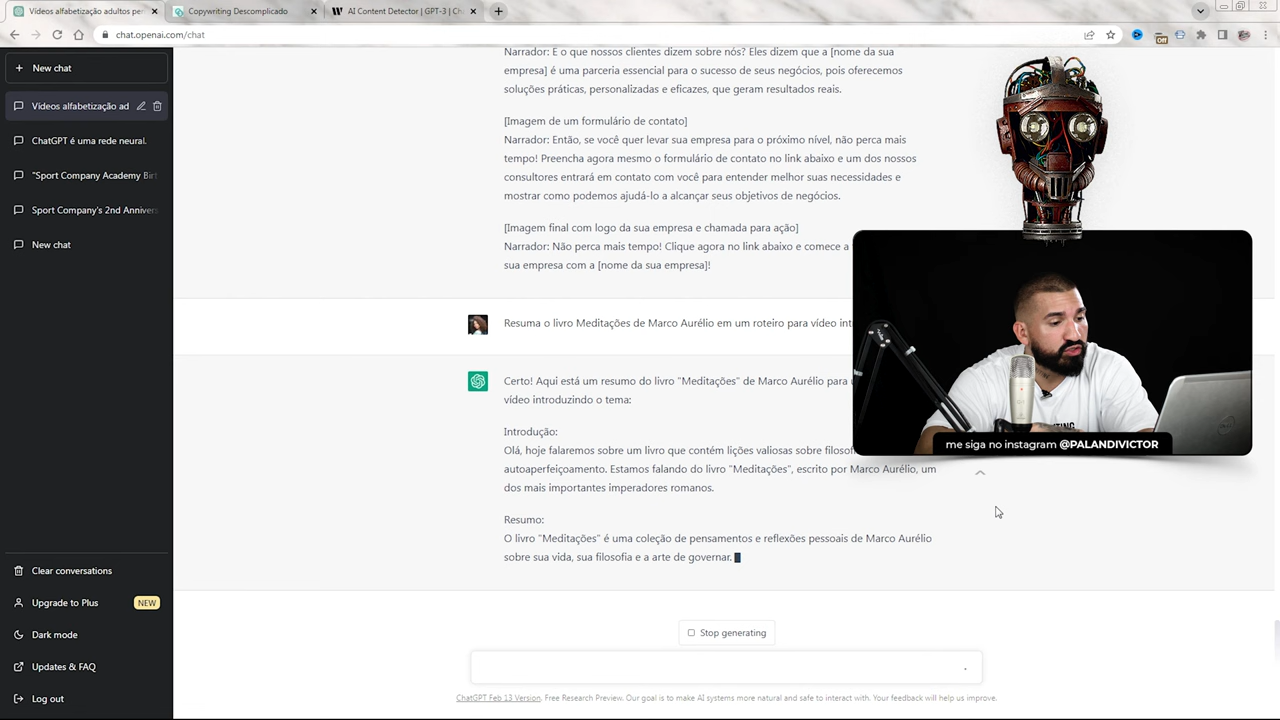 Vídeos alfabetização adultos pe
Copywriting Descomplicado
AI Content Detector | GPT-3 | Ch
chat.openai.com/chat
Off
New chat
Vídeos alfabetização ad
ChatGPT é uma rede neural.
"Sport Company Academy Birt
Sport Company's 2nd Annivers
New chat
Clear conversations
Upgrade to Plus
NEW
Dark mode
Updates & FAQ
Log out
Narrador: E o que nossos clientes dizem sobre nós? Eles dizem que a [nome da sua
empresa] é uma parceria essencial para o sucesso de seus negócios, pois oferecemos
soluções práticas, personalizadas e eficazes, que geram resultados reais.
[Imagem de um formulário de contato]
Narrador: Então, se você quer levar sua empresa para o próximo nível, não perca mais
tempo! Preencha agora mesmo o formulário de contato no link abaixo e um dos nossos
consultores entrará em contato com você para entender melhor suas necessidades e
mostrar como podemos ajudá-lo a alcançar seus objetivos de negócios.
[Imagem final com logo da sua empresa e chamada para ação]
Narrador: Não perca mais tempo! Clique agora no link abaixo e comece a
sua empresa com a [nome da sua empresa]!
Resuma o livro Meditações de Marco Aurélio em um roteiro para vídeo int
Certo! Aqui está um resumo do livro "Meditações" de Marco Aurélio para
vídeo introduzindo o tema:
Introdução:
Olá, hoje falaremos sobre um livro que contém lições valiosas sobre filosof
autoaperfeiçoamento. Estamos falando do livro "Meditações", escrito por Marco Aurélio, um
dos mais importantes imperadores romanos.
Resumo:
O livro "Meditações" é uma coleção de pensamentos e reflexões pessoais de Marco Aurélio
sobre sua vida, sua filosofia e a arte de governar.
me siga no instagram @PALANDIVICTOR
Stop generating
ChatGPT Feb 13 Version. Free Research Preview. Our goal is to make AI systems more natural and safe to interact with. Your feedback will help us improve.